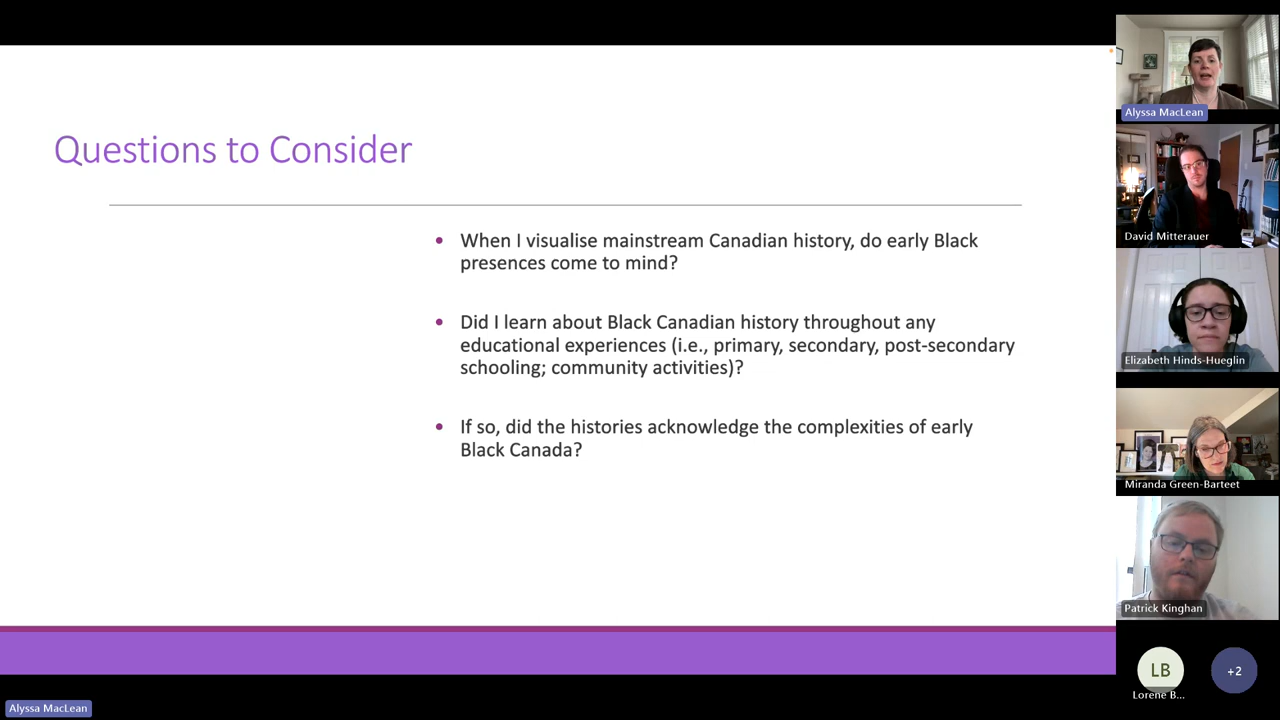 Questions to Consider
• When I visualise mainstream Canadian history, do early Black
presences come to mind?
• Did I learn about Black Canadian history throughout any
educational experiences (i.e., primary, secondary, post-secondary
schooling; community activities)?
• If so, did the histories acknowledge the complexities of early
Black Canada?
Alyssa MacLean
David Mitterauer
Elizabeth Hinds-Hueglin
Miranda Green-Barteet
Patrick Kinghan
LB
+2
Lorene B...
Alyssa MacLean